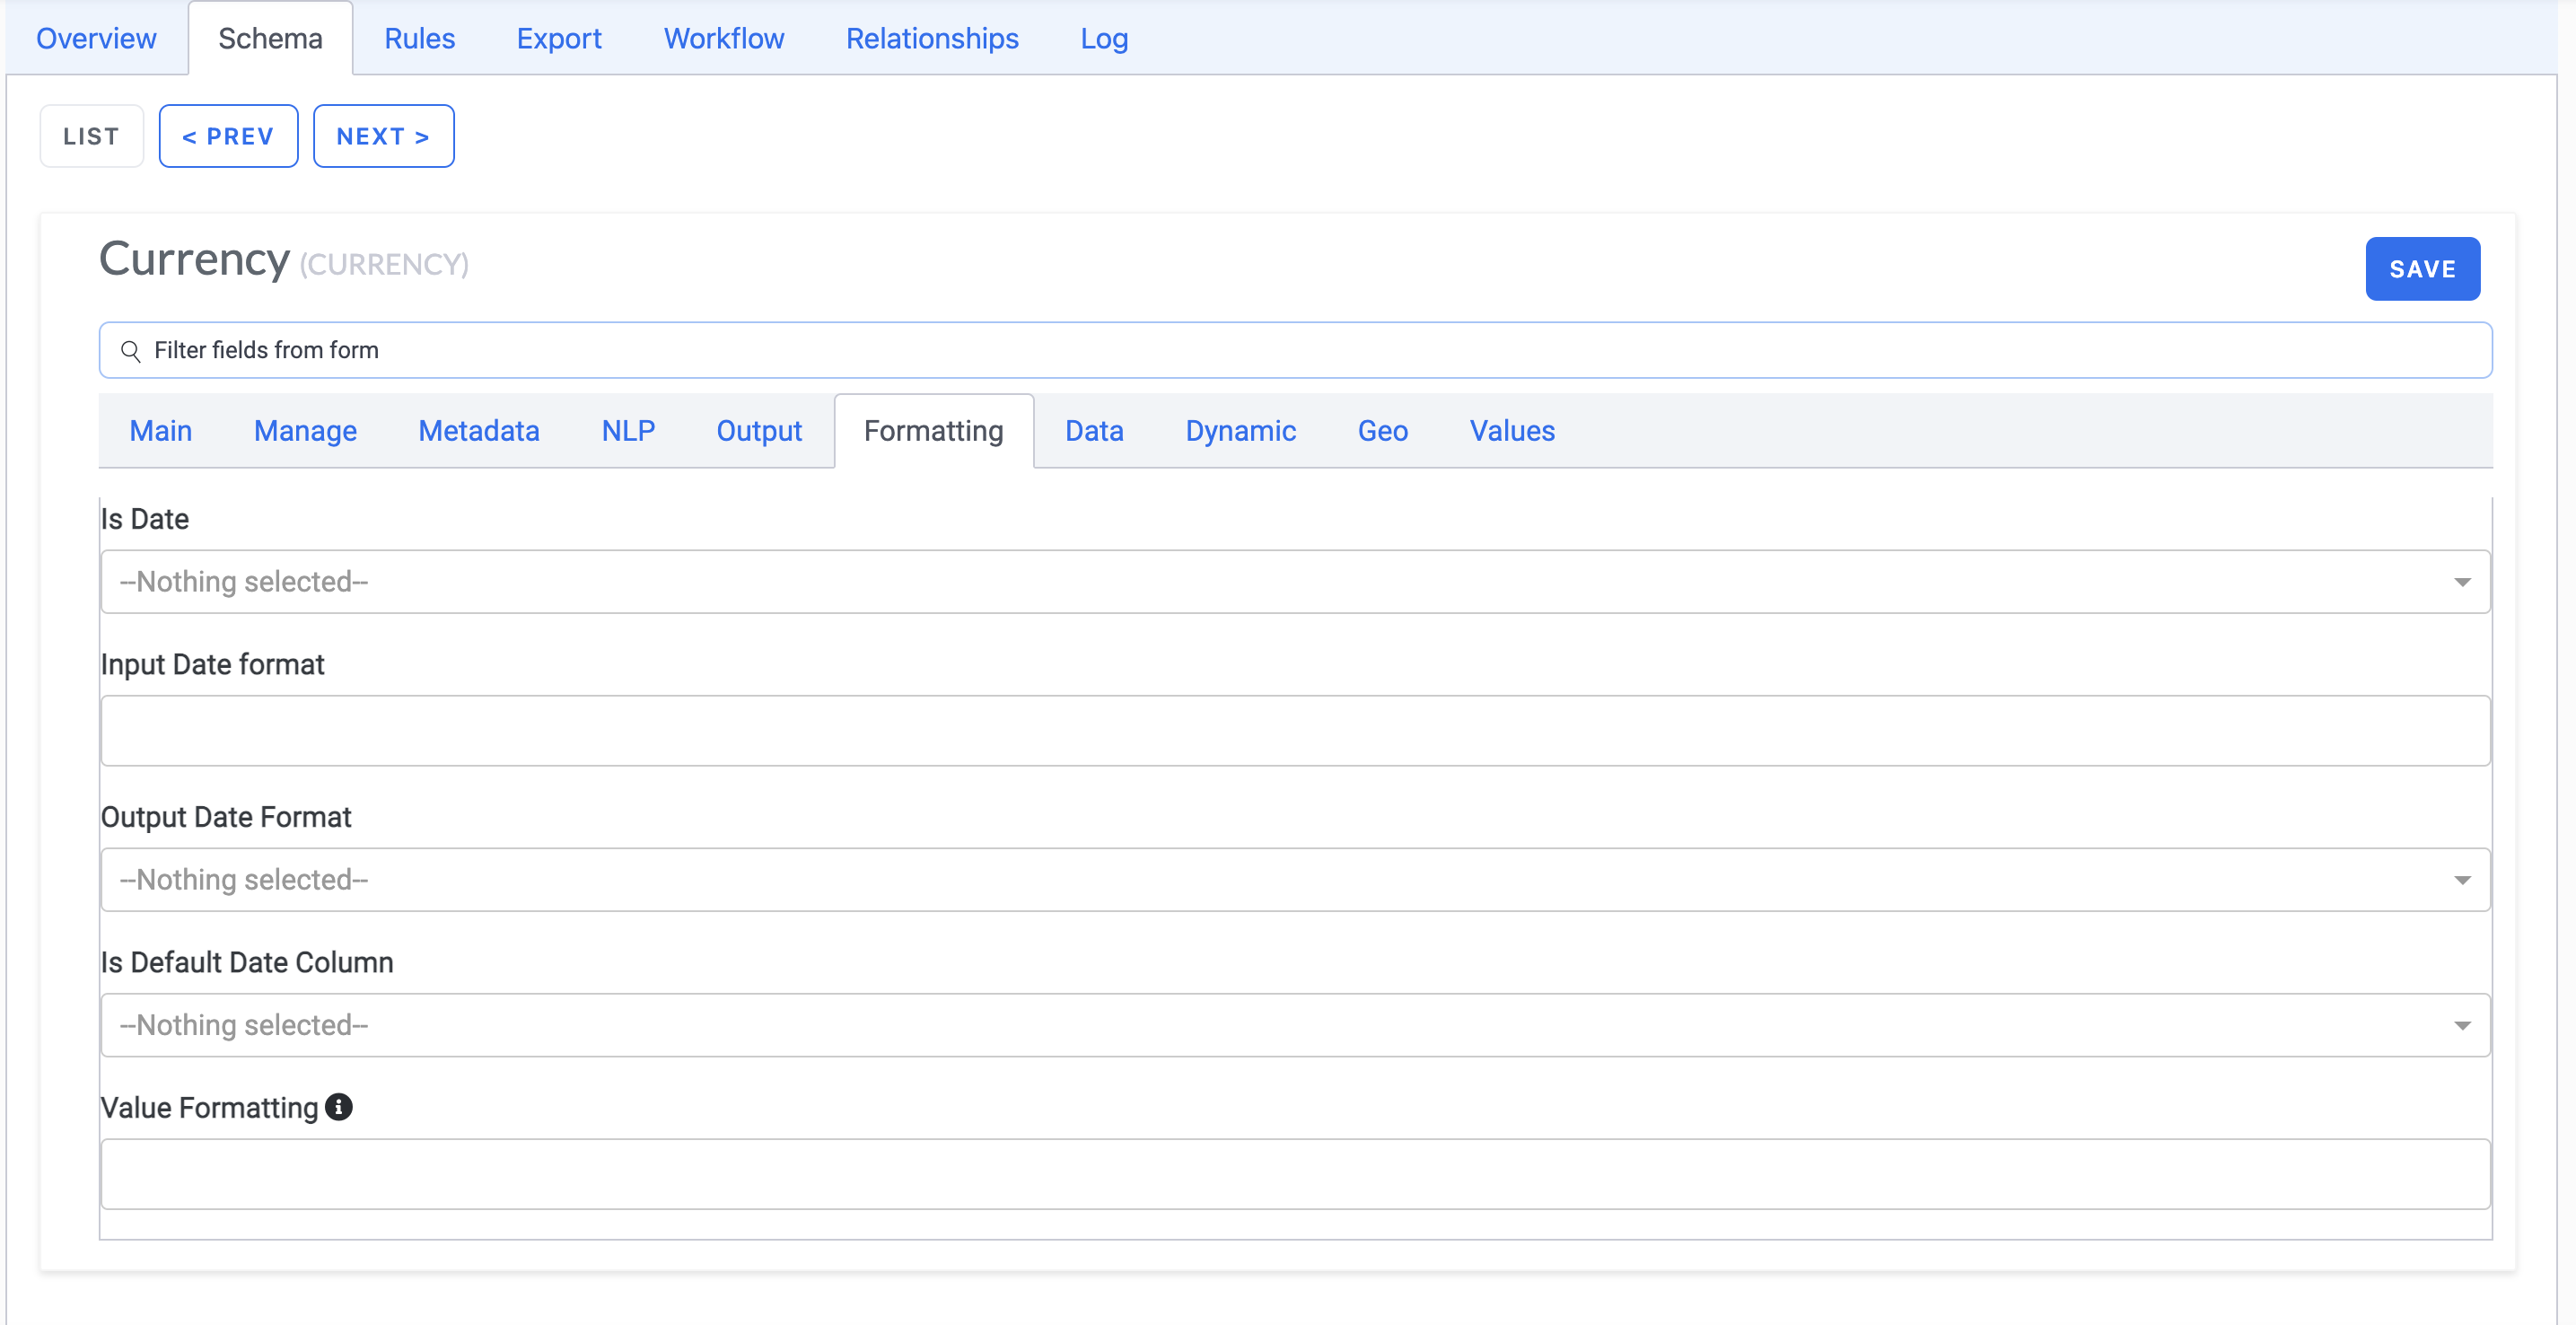 Overview Schema Rules Export Workflow Relationships Log
LIST < PREV NEXT >
Currency (CURRENCY)
SAVE
Filter fields from form
Main Manage Metadata NLP Output Formatting Data Dynamic Geo Values
Is Date
--Nothing selected--
Input Date format
Output Date Format
--Nothing selected--
Is Default Date Column
--Nothing selected--
Value Formatting